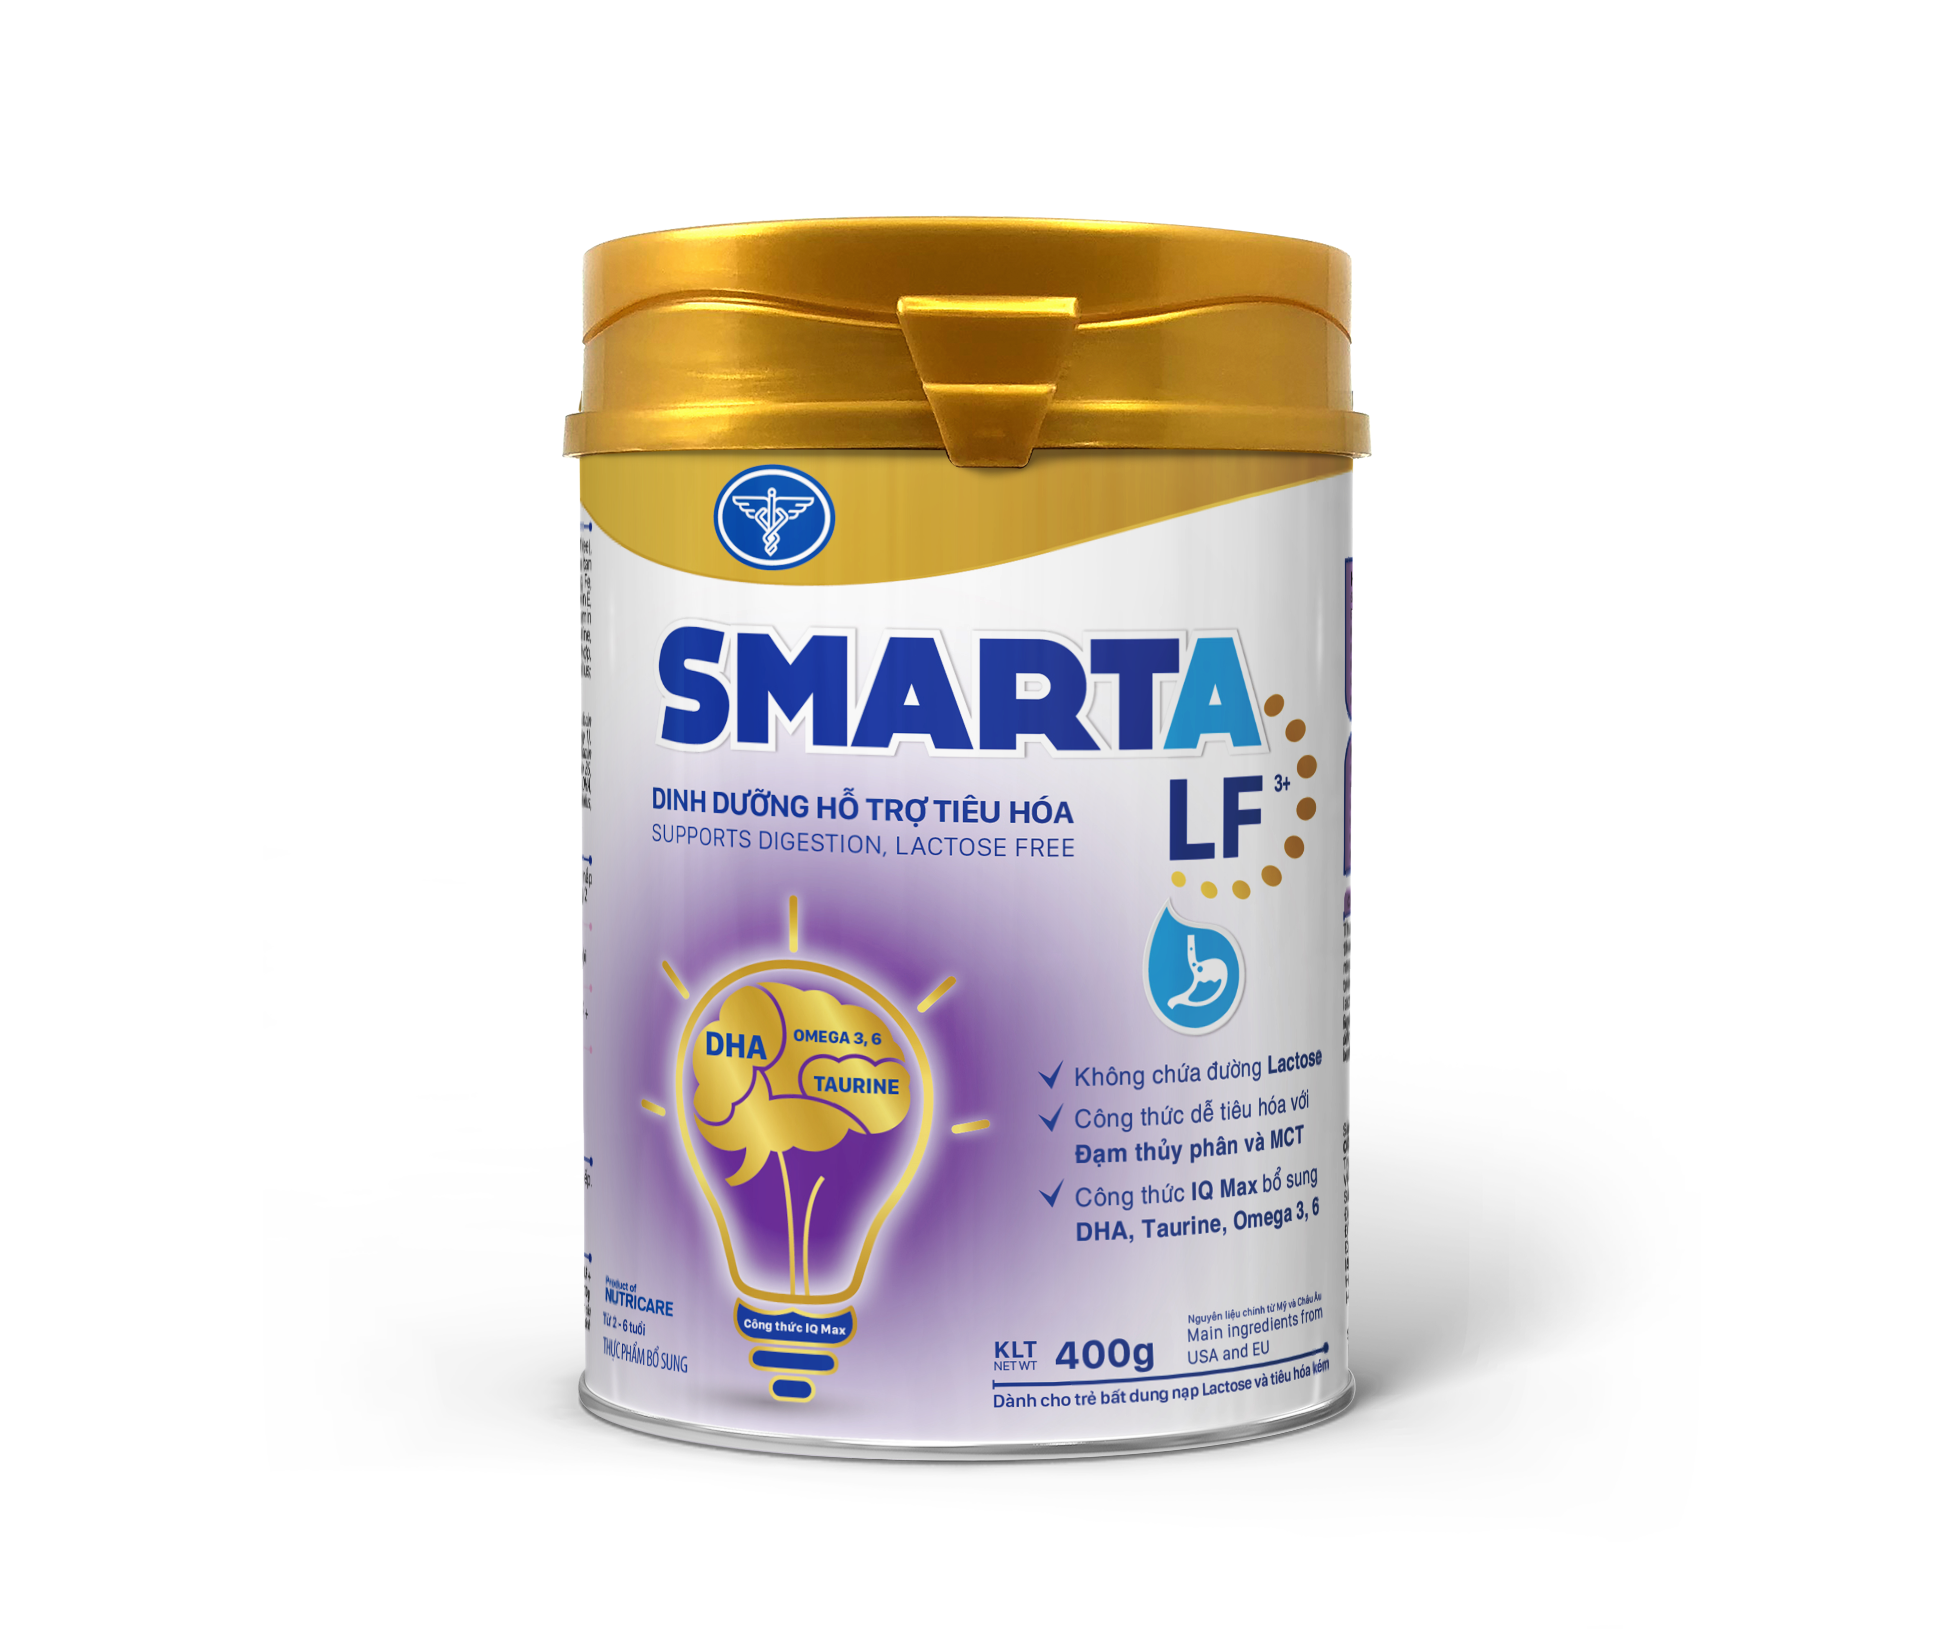 SMARTA
LF 3+
DINH DƯỠNG HỖ TRỢ TIÊU HÓA
SUPPORTS DIGESTION, LACTOSE FREE
DHA
OMEGA 3, 6
TAURINE
Không chứa đường Lactose
Công thức dễ tiêu hóa với
Đạm thủy phân và MCT
Công thức IQ Max bổ sung
DHA, Taurine, Omega 3, 6
Công thức IQ Max
Product of
NUTRICARE
Từ 2 - 6 tuổi
THỰC PHẨM BỔ SUNG
KLT
NET WT
400g
Nguyên liệu chính từ Mỹ và Châu Âu
Main ingredients from
USA and EU
Dành cho trẻ bất dung nạp Lactose và tiêu hóa kém